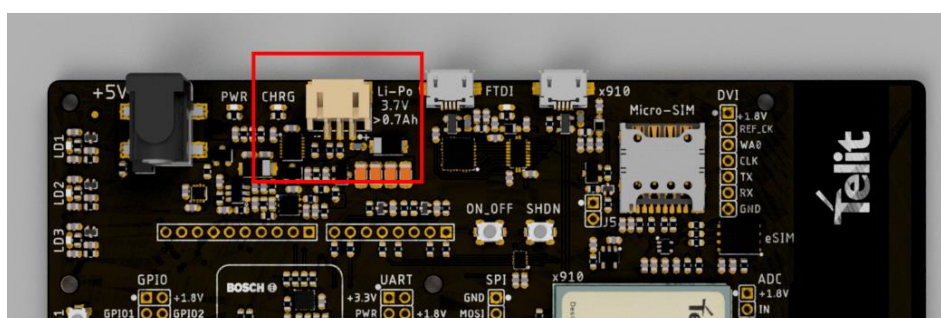 +5V
PWR
CHRG
Li-Po
3.7V
>0.7Ah
FTDI
x910
Micro-SIM
DVI
+1.8V
REF_CK
WA0
CLK
TX
RX
GND
Telit
LD1
LD2
LD3
ON_OFF
SHDN
J5
eSIM
GPIO
+1.8V
GPIO1
GPIO2
BOSCH
UART
+3.3V
PWR
+1.8V
SPI
GND
MOSI
x910
ADC
+1.8V
IN